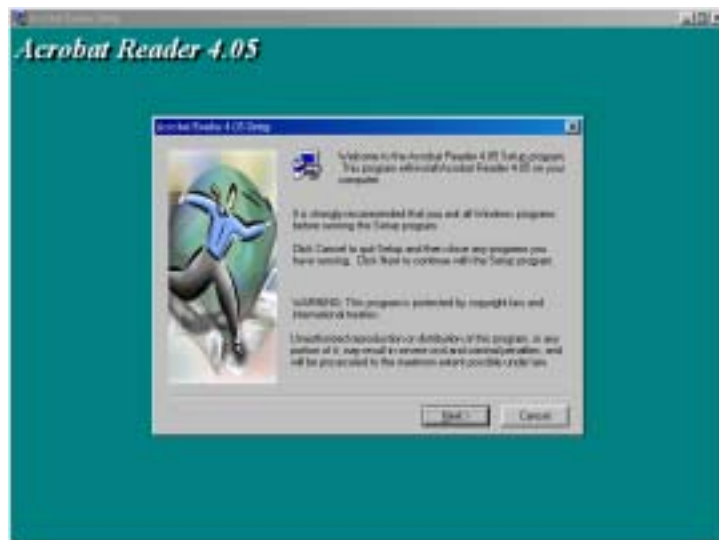 Acrobat Reader 4.05
Acrobat Reader 4.05 Setup
Welcome to the Acrobat Reader 4.05 Setup program.
This program will install Acrobat Reader 4.05 on your
computer.
It is strongly recommended that you exit all Windows programs
before running this Setup program.
Click Cancel to quit Setup and then close any programs you
have running. Click Next to continue with the Setup program.
WARNING: This program is protected by copyright law and
international treaties.
Unauthorized reproduction or distribution of this program, or any
portion of it, may result in severe civil and criminal penalties, and
will be prosecuted to the maximum extent possible under law.
Next >
Cancel